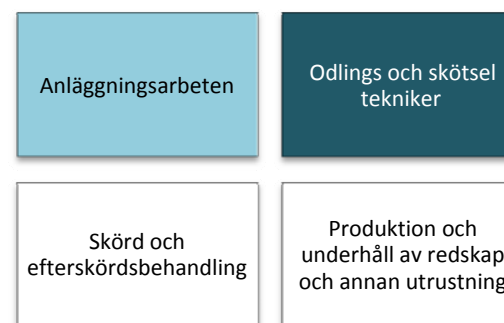 Anläggningsarbeten
Odlings och skötsel
tekniker
Skörd och
efterskördsbehandling
Produktion och
underhåll av redskap
och annan utrustning